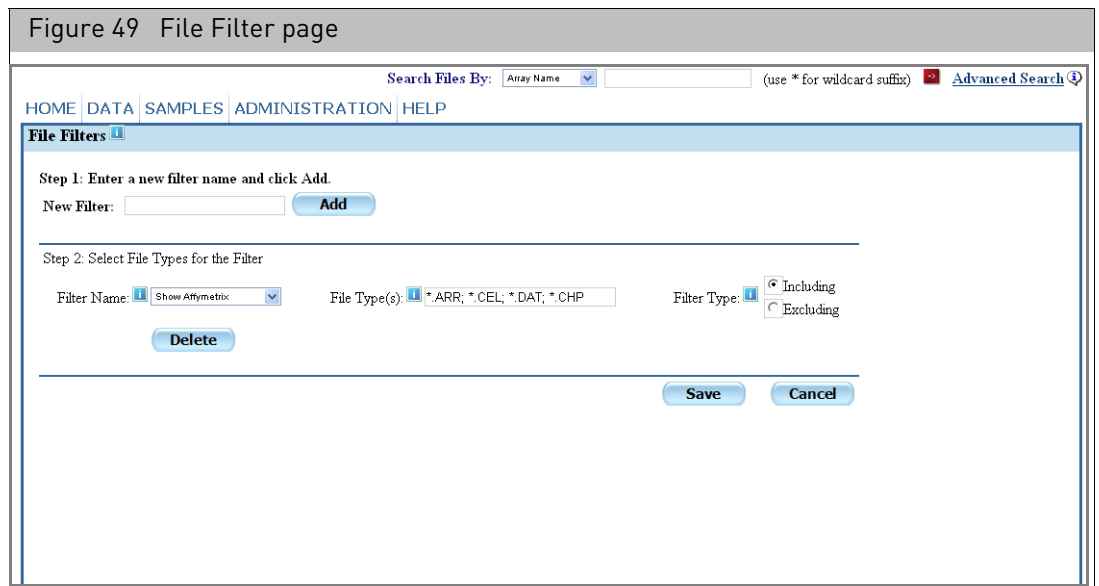 Figure 49 File Filter page
Search Files By: Array Name (use * for wildcard suffix) Advanced Search
HOME DATA SAMPLES ADMINISTRATION HELP
File Filters
Step 1: Enter a new filter name and click Add.
New Filter: Add
Step 2: Select File Types for the Filter
Filter Name: Show Affymetrix File Type(s): *.ARR; *.CEL; *.DAT; *.CHP Filter Type: Including
Excluding
Delete
Save Cancel